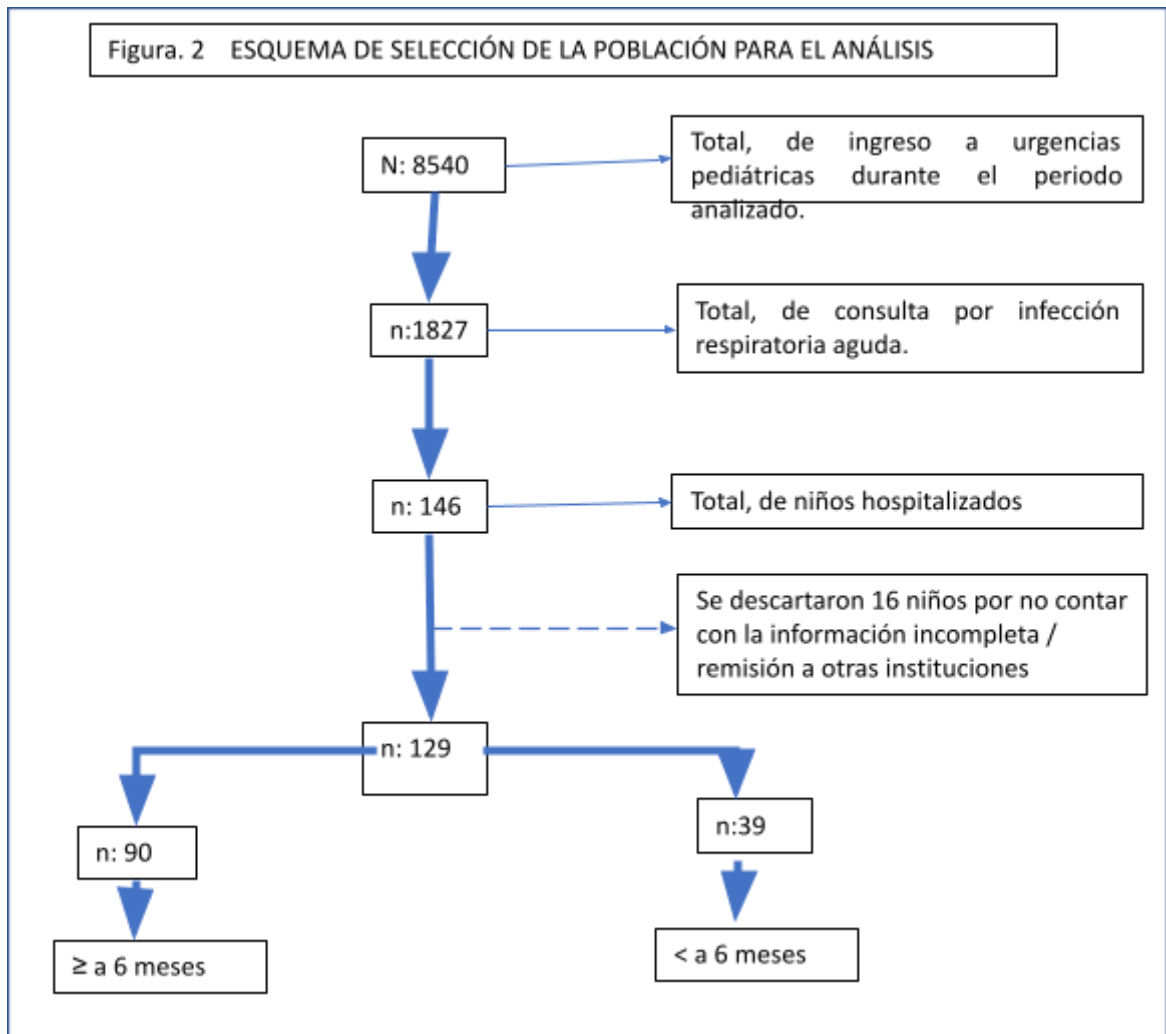 Figura. 2 ESQUEMA DE SELECCIÓN DE LA POBLACIÓN PARA EL ANÁLISIS
N: 8540
Total, de ingreso a urgencias
pediátricas durante el periodo
analizado.
n:1827
Total, de consulta por infección
respiratoria aguda.
n: 146
Total, de niños hospitalizados
Se descartaron 16 niños por no contar
con la información incompleta /
remisión a otras instituciones
n: 129
n: 90
n:39
≥ a 6 meses
< a 6 meses